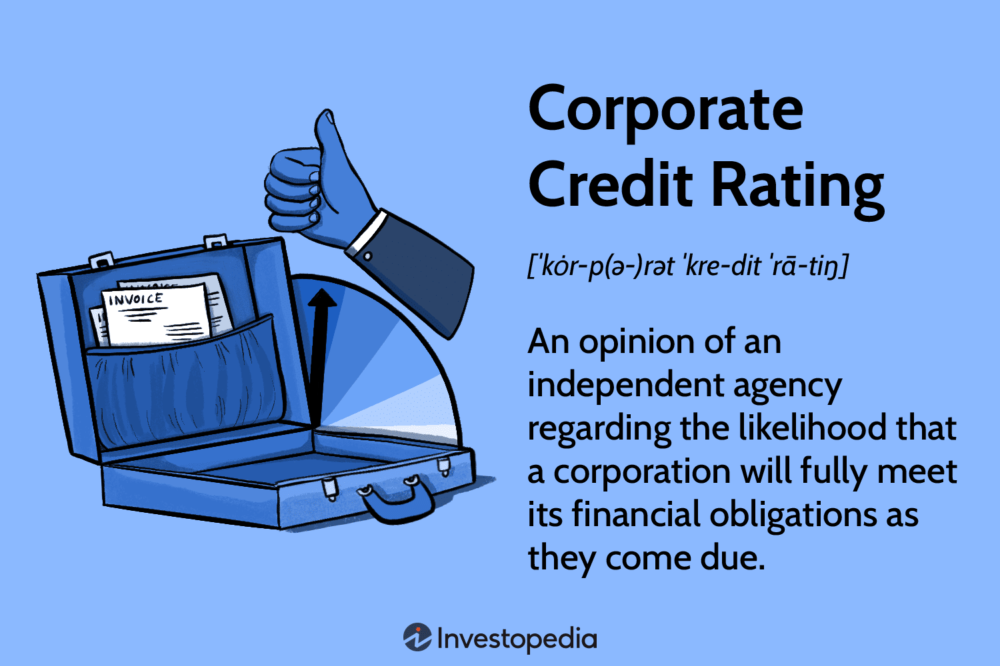 Corporate
Credit Rating
[ˈkȯr-p(ə-)rət ˈkre-dit ˈrā-tiŋ]
An opinion of an
independent agency
regarding the likelihood that
a corporation will fully meet
its financial obligations as
they come due.
INVOICE
Investopedia